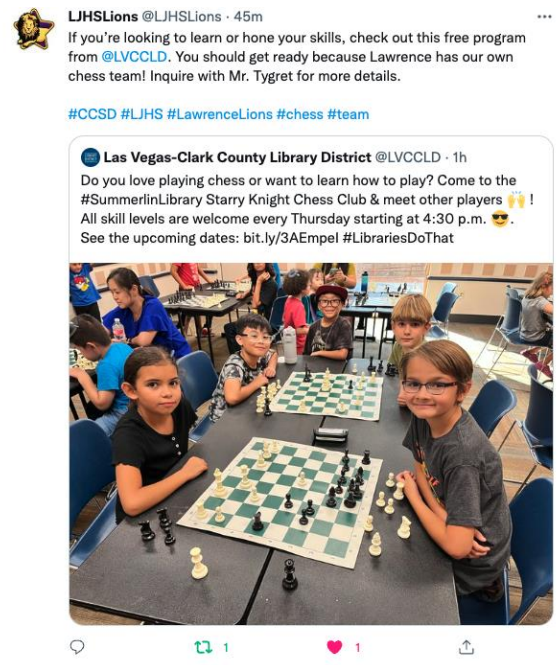 LJHSLions @LJHSLions · 45m
If you’re looking to learn or hone your skills, check out this free program
from @LVCCLD. You should get ready because Lawrence has our own
chess team! Inquire with Mr. Tygret for more details.
#CCSD #LJHS #LawrenceLions #chess #team
Las Vegas-Clark County Library District @LVCCLD · 1h
Do you love playing chess or want to learn how to play? Come to the
#SummerlinLibrary Starry Knight Chess Club & meet other players 🙌 !
All skill levels are welcome every Thursday starting at 4:30 p.m. 😎.
See the upcoming dates: bit.ly/3AEmpeI #LibrariesDoThat
1
1